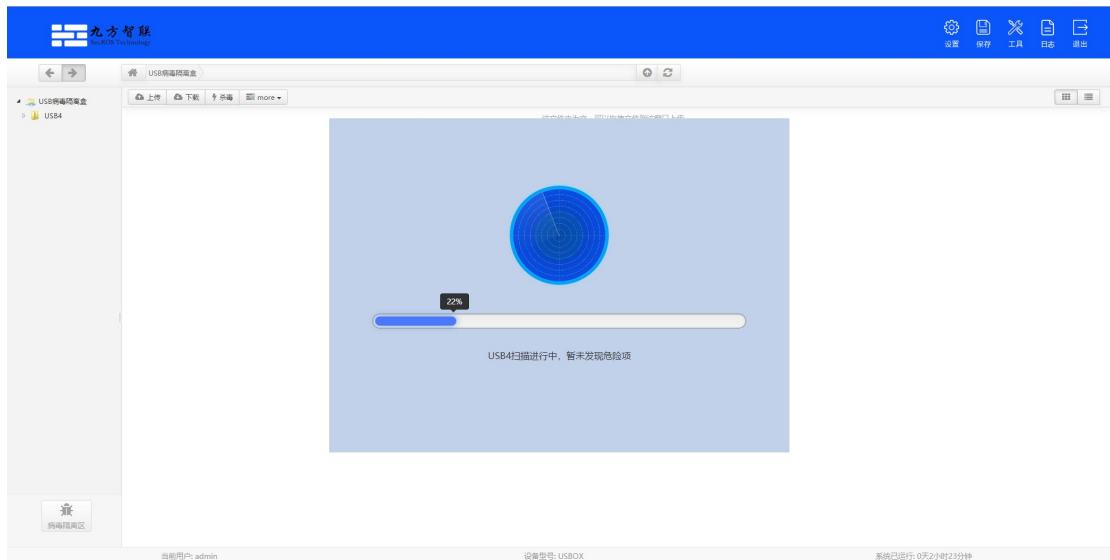 九方智联
SecROS Technology
设置 保存 工具 日志 退出
USB病毒隔离盒
USB病毒隔离盒
USB4
上传 下载 杀毒 more
22%
USB4扫描进行中，暂未发现危险项
病毒隔离区
当前用户: admin 设备型号: USBOX 系统已运行: 0天2小时23分钟